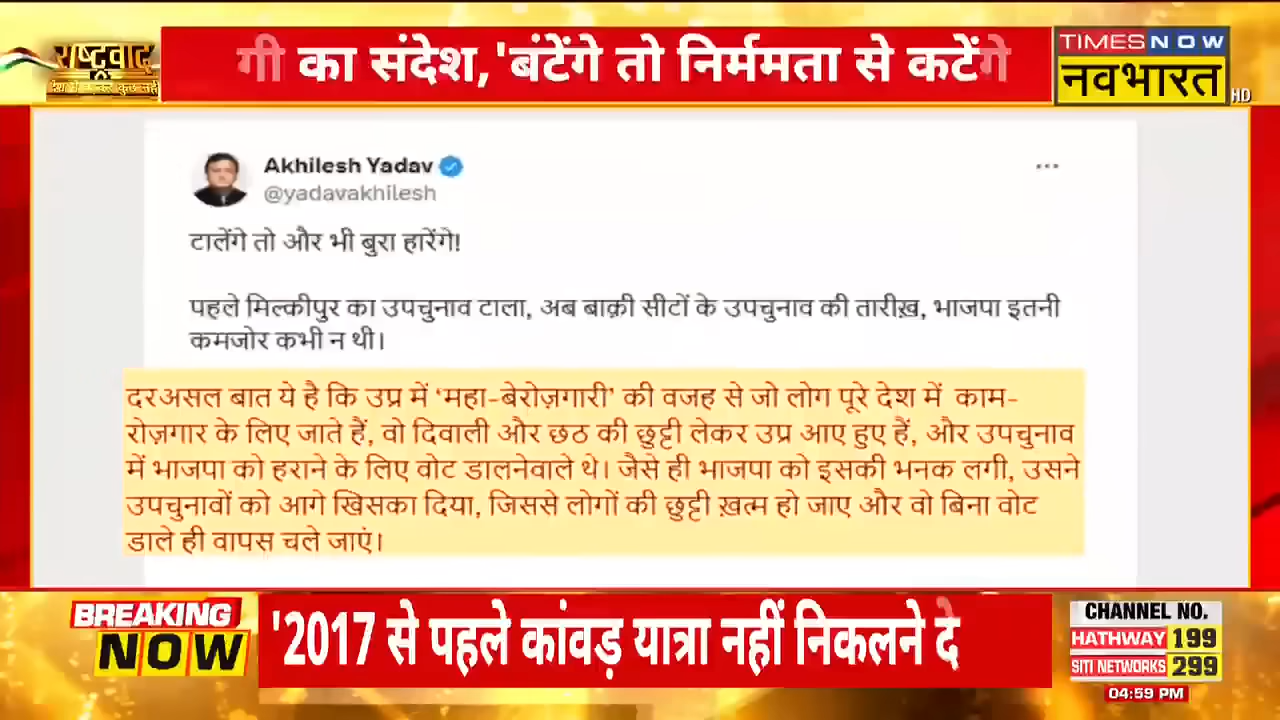 राष्ट्रवाद
गी का संदेश,'बंटेंगे तो निर्ममता से कटेंगे
TIMES NOW
नवभारत
HD
Akhilesh Yadav
@yadavakhilesh
टालेंगे तो और भी बुरा हारेंगे!
पहले मिल्कीपुर का उपचुनाव टाला, अब बाक़ी सीटों के उपचुनाव की तारीख़, भाजपा इतनी
कमजोर कभी न थी।
दरअसल बात ये है कि उप्र में ‘महा-बेरोज़गारी’ की वजह से जो लोग पूरे देश में काम-
रोज़गार के लिए जाते हैं, वो दिवाली और छठ की छुट्टी लेकर उप्र आए हुए हैं, और उपचुनाव
में भाजपा को हराने के लिए वोट डालनेवाले थे। जैसे ही भाजपा को इसकी भनक लगी, उसने
उपचुनावों को आगे खिसका दिया, जिससे लोगों की छुट्टी ख़त्म हो जाए और वो बिना वोट
डाले ही वापस चले जाएं।
BREAKING
NOW
'2017 से पहले कांवड़ यात्रा नहीं निकलने दे
CHANNEL NO.
HATHWAY 199
SITI NETWORKS 299
04:59 PM